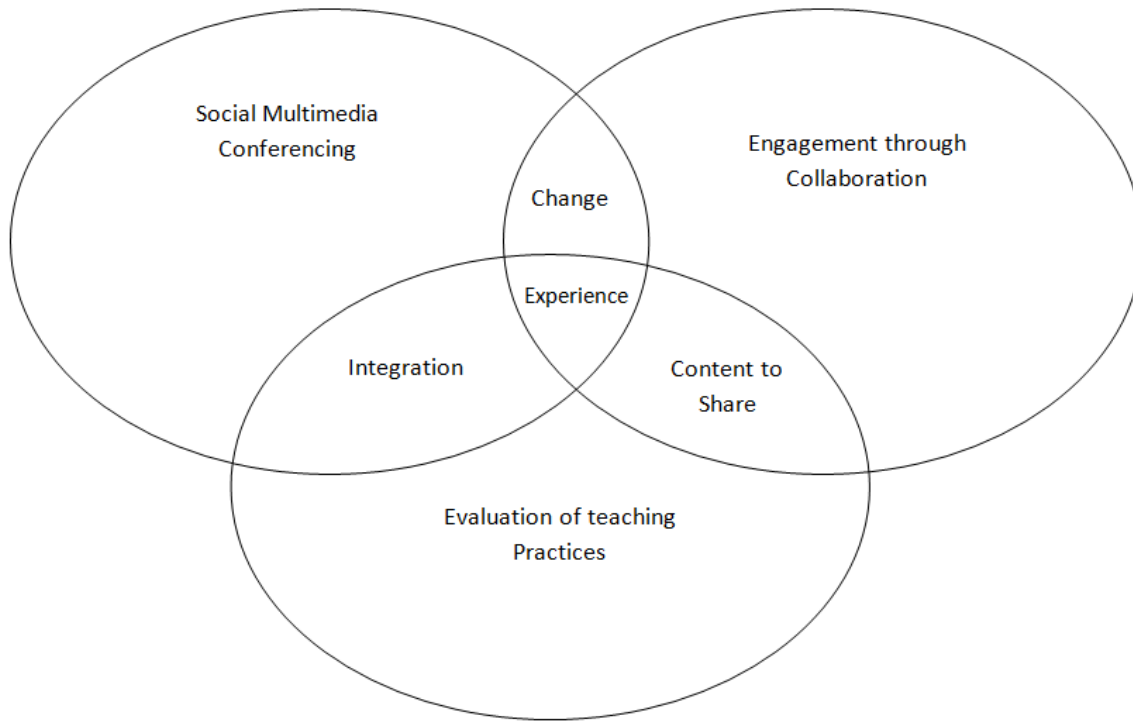 Social Multimedia
Conferencing
Engagement through
Collaboration
Change
Experience
Integration
Content to
Share
Evaluation of teaching
Practices